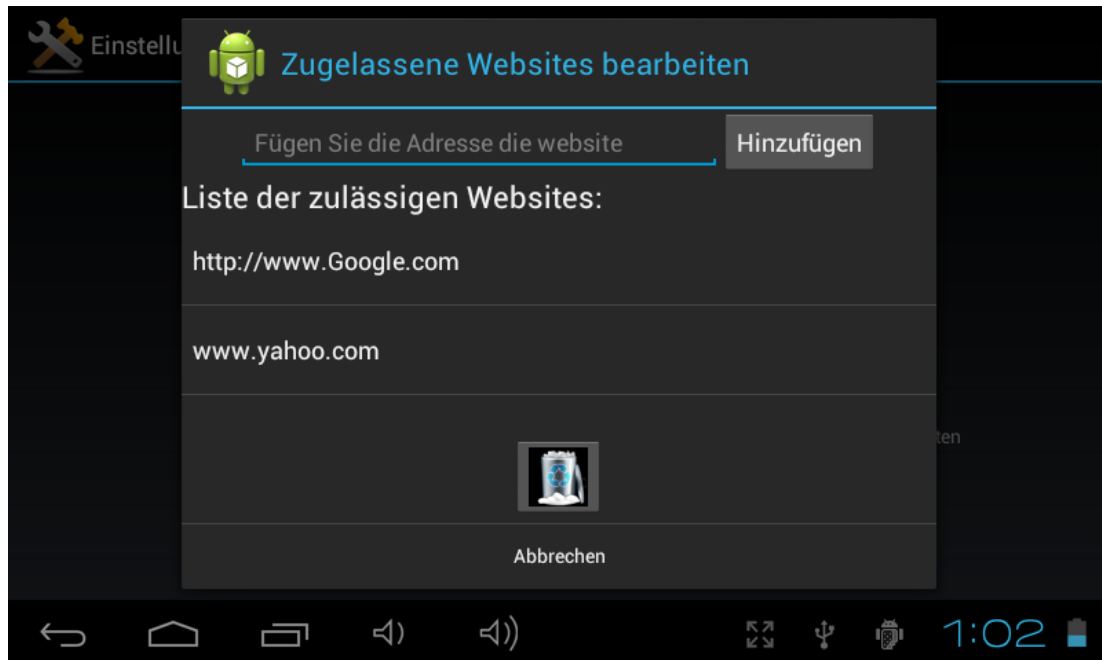 Einstellu
Zugelassene Websites bearbeiten
Fügen Sie die Adresse die website
Hinzufügen
Liste der zulässigen Websites:
http://www.Google.com
www.yahoo.com
ten
Abbrechen
1:02